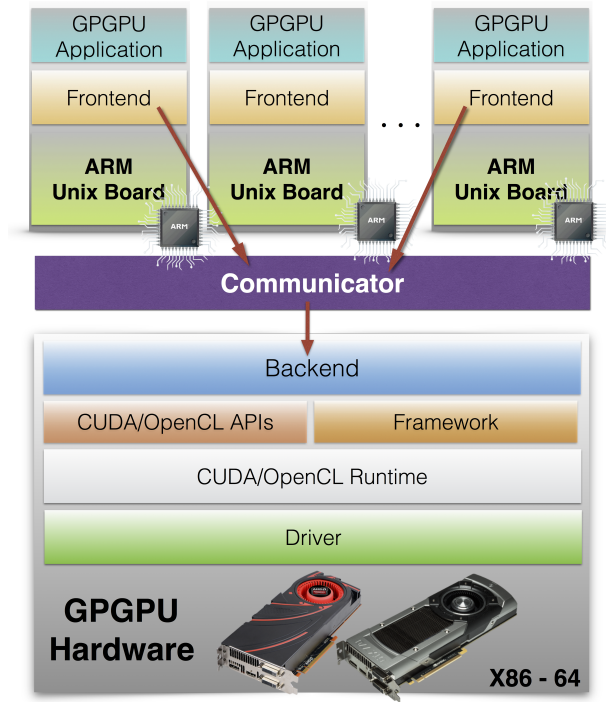 GPGPU
Application
GPGPU
Application
GPGPU
Application
Frontend
Frontend
. . .
Frontend
ARM
Unix Board
ARM
Unix Board
ARM
Unix Board
ARM
ARM
ARM
Communicator
Backend
CUDA/OpenCL APIs
Framework
CUDA/OpenCL Runtime
Driver
GPGPU
Hardware
X86 - 64